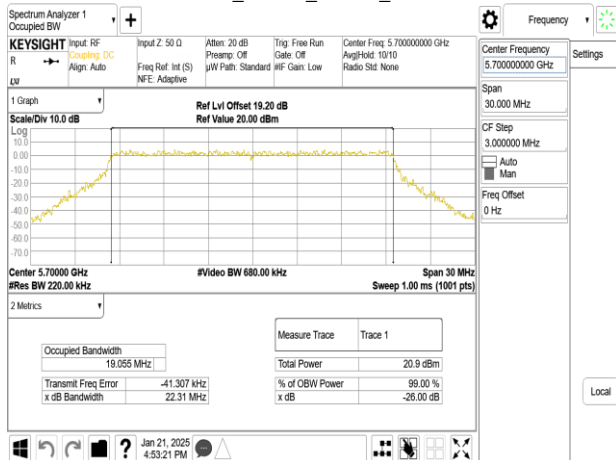 Spectrum Analyzer 1
Occupied BW
Frequency
KEYSIGHT
R
LXI
Input: RF
Coupling: DC
Align: Auto
Input Z: 50 Ω
Freq Ref: Int (S)
NFE: Adaptive
Atten: 20 dB
Preamp: Off
µW Path: Standard
Trig: Free Run
Gate: Off
#IF Gain: Low
Center Freq: 5.700000000 GHz
Avg|Hold: 10/10
Radio Std: None
Center Frequency
5.700000000 GHz
Settings
Span
30.000 MHz
CF Step
3.000000 MHz
Auto
Man
Freq Offset
0 Hz
Local
1 Graph
Scale/Div 10.0 dB
Ref Lvl Offset 19.20 dB
Ref Value 20.00 dBm
Log
10.0
0.00
-10.0
-20.0
-30.0
-40.0
-50.0
-60.0
-70.0
Center 5.70000 GHz
#Res BW 220.00 kHz
#Video BW 680.00 kHz
Span 30 MHz
Sweep 1.00 ms (1001 pts)
2 Metrics
Measure Trace Trace 1
Occupied Bandwidth
19.055 MHz
Total Power 20.9 dBm
Transmit Freq Error -41.307 kHz
% of OBW Power 99.00 %
x dB Bandwidth 22.31 MHz
x dB -26.00 dB
?
Jan 21, 2025
4:53:21 PM